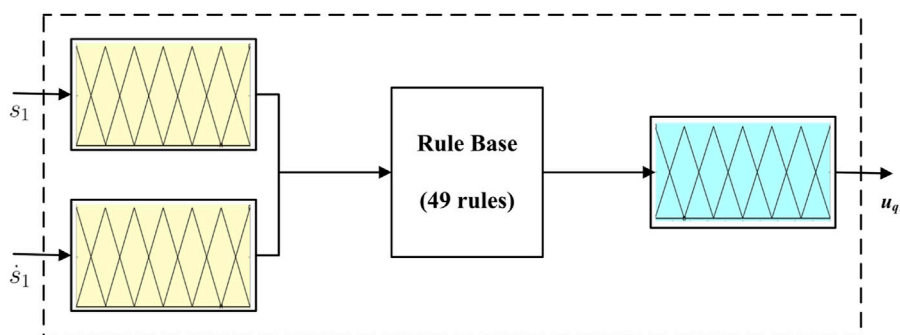 s₁
ṡ₁
Rule Base
(49 rules)
u_q